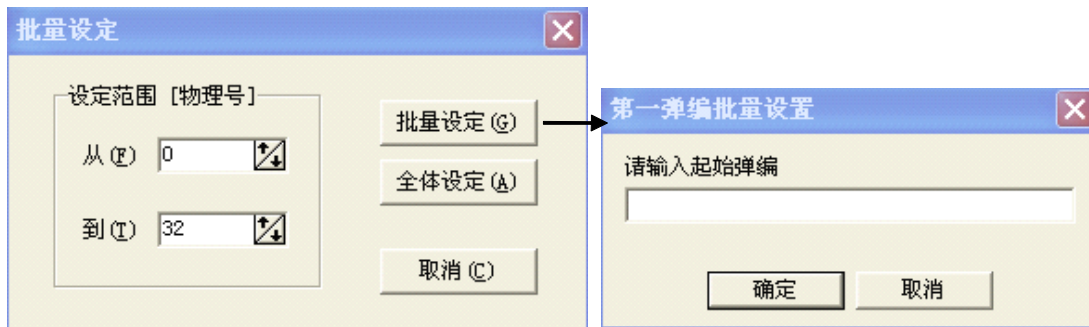 批量设定
设定范围 [物理号]
从(F) 0
到(T) 32
批量设定(G)
全体设定(A)
取消(C)
第一弹编批量设置
请输入起始弹编
确定
取消